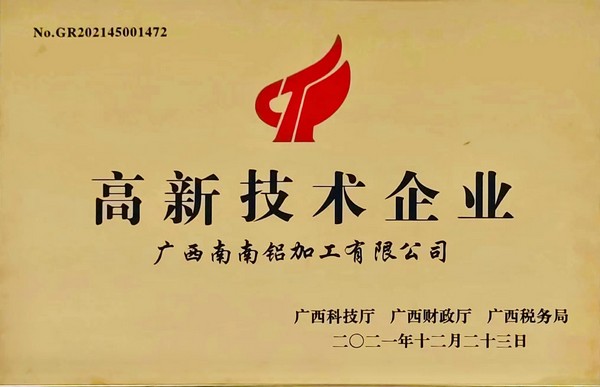 No.GR202145001472
高新技术企业
广西南南铝加工有限公司
广西科技厅 广西财政厅 广西税务局
二〇二一年十二月二十三日